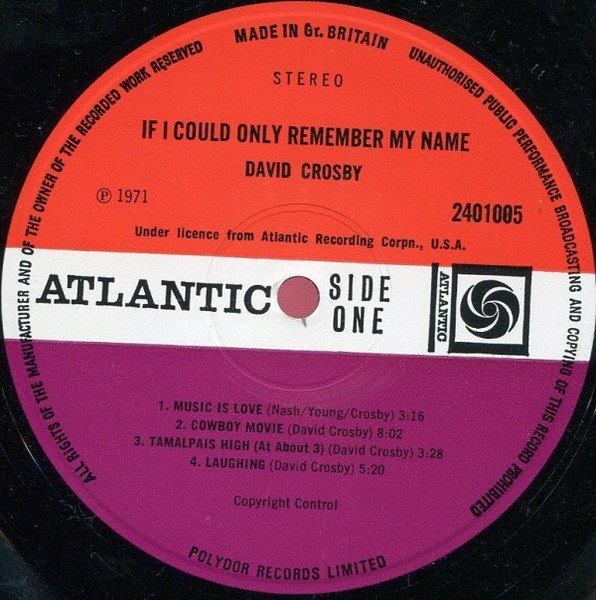 MADE IN Gt. BRITAIN
ALL RIGHTS OF THE MANUFACTURER AND OF THE OWNER OF THE RECORDED WORK RESERVED
UNAUTHORISED PUBLIC PERFORMANCE BROADCASTING AND COPYING OF THIS RECORD PROHIBITED
STEREO
IF I COULD ONLY REMEMBER MY NAME
DAVID CROSBY
℗ 1971
2401005
Under licence from Atlantic Recording Corpn., U.S.A.
ATLANTIC
SIDE
ONE
ATLANTIC
1. MUSIC IS LOVE (Nash/Young/Crosby) 3:16
2. COWBOY MOVIE (David Crosby) 8:02
3. TAMALPAIS HIGH (At About 3) (David Crosby) 3:28
4. LAUGHING (David Crosby) 5:20
Copyright Control
POLYDOR RECORDS LIMITED